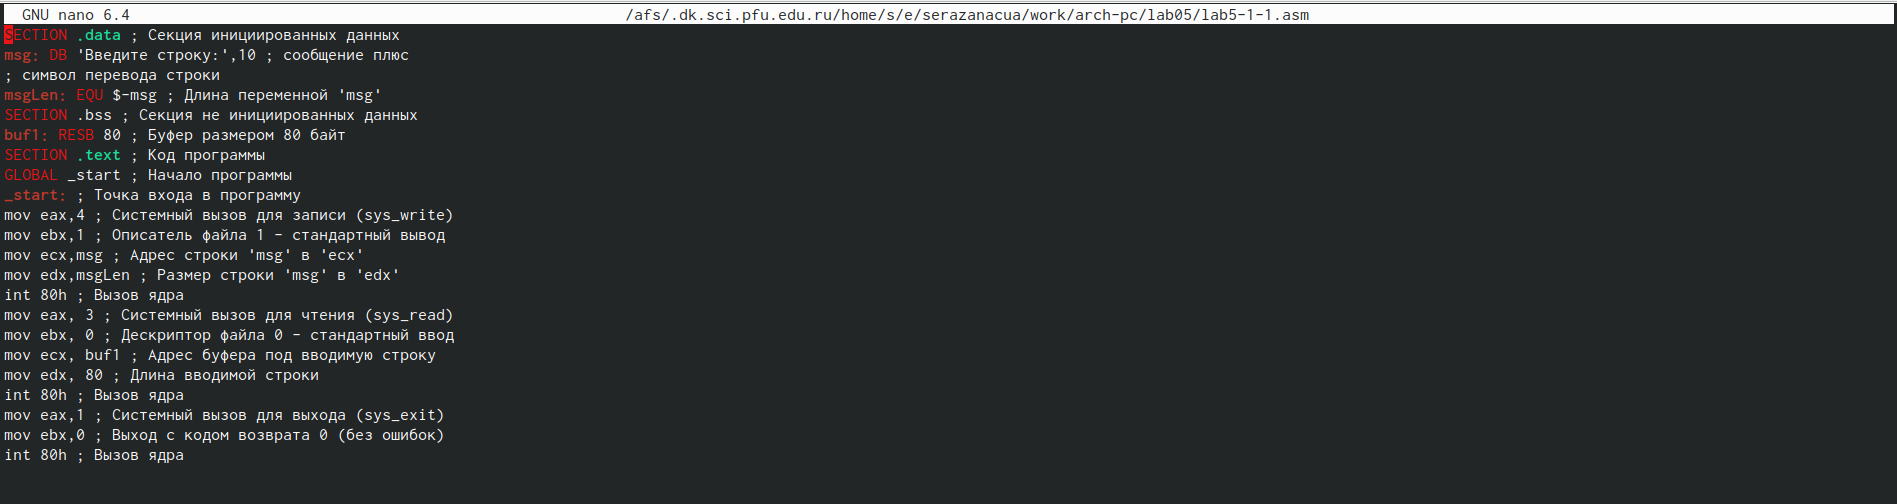 GNU nano 6.4 /afs/.dk.sci.pfu.edu.ru/home/s/e/serazanacua/work/arch-pc/lab05/lab5-1-1.asm
SECTION .data ; Секция инициированных данных
msg: DB 'Введите строку:',10 ; сообщение плюс
; символ перевода строки
msgLen: EQU $-msg ; Длина переменной 'msg'
SECTION .bss ; Секция не инициированных данных
buf1: RESB 80 ; Буфер размером 80 байт
SECTION .text ; Код программы
GLOBAL _start ; Начало программы
_start: ; Точка входа в программу
mov eax,4 ; Системный вызов для записи (sys_write)
mov ebx,1 ; Описатель файла 1 - стандартный вывод
mov ecx,msg ; Адрес строки 'msg' в 'ecx'
mov edx,msgLen ; Размер строки 'msg' в 'edx'
int 80h ; Вызов ядра
mov eax, 3 ; Системный вызов для чтения (sys_read)
mov ebx, 0 ; Дескриптор файла 0 - стандартный ввод
mov ecx, buf1 ; Адрес буфера под вводимую строку
mov edx, 80 ; Длина вводимой строки
int 80h ; Вызов ядра
mov eax,1 ; Системный вызов для выхода (sys_exit)
mov ebx,0 ; Выход с кодом возврата 0 (без ошибок)
int 80h ; Вызов ядра